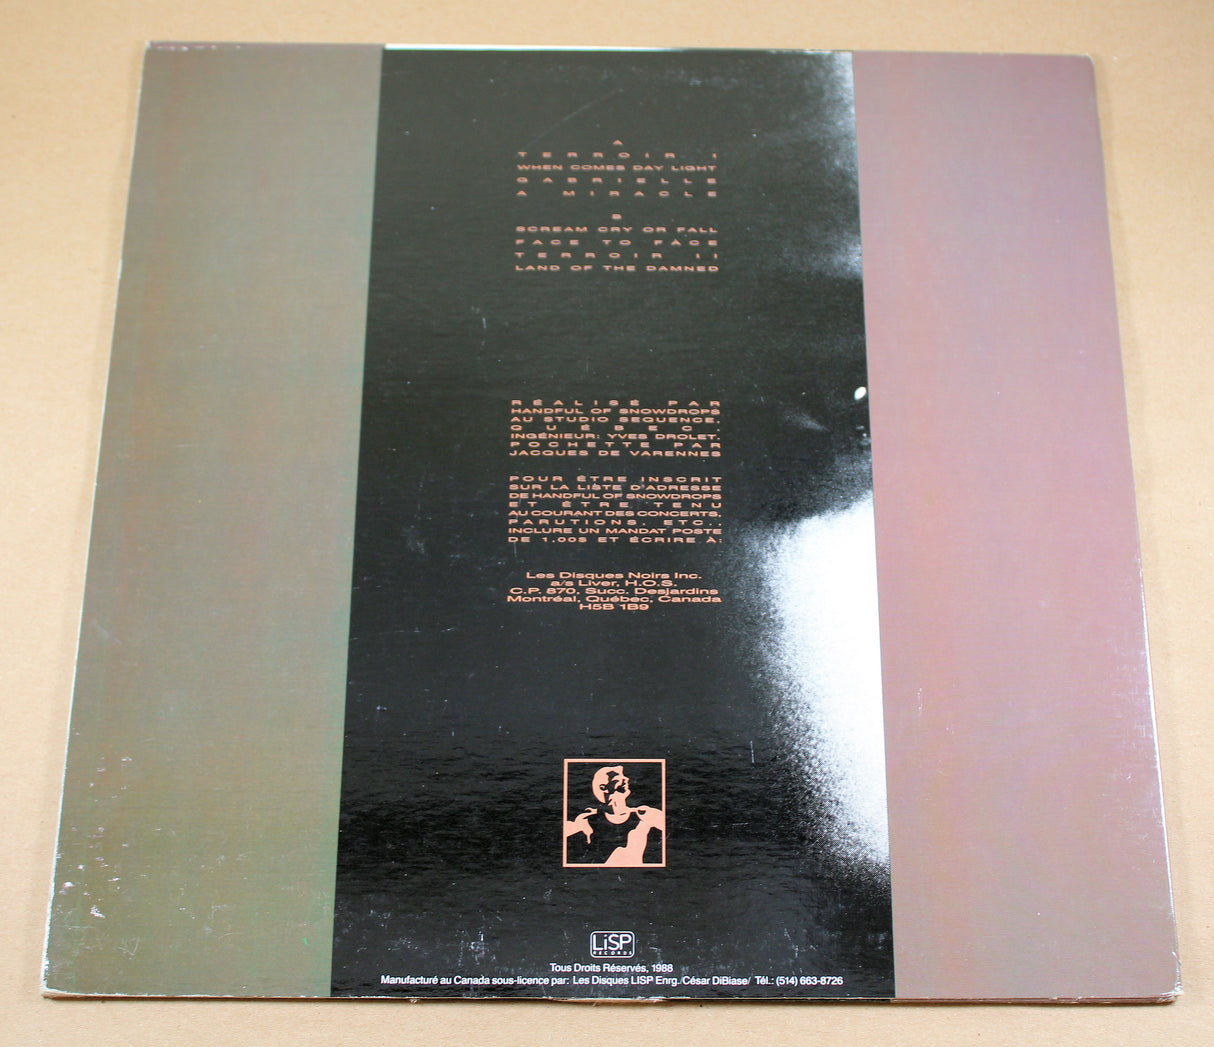 A
TERROIR I
WHEN COMES DAY LIGHT
GABRIELLE
A MIRACLE
B
SCREAM CRY OR FALL
FACE TO FACE
TERROIR II
LAND OF THE DAMNED
RÉALISÉ PAR
HANDFUL OF SNOWDROPS
AU STUDIO SEQUENCE,
QUÉBEC.
INGÉNIEUR: YVES DROLET.
POCHETTE PAR
JACQUES DE VARENNES
POUR ÊTRE INSCRIT
SUR LA LISTE D'ADRESSE
DE HANDFUL OF SNOWDROPS
ET ÊTRE TENU
AU COURANT DES CONCERTS,
PARUTIONS, ETC.,
INCLURE UN MANDAT POSTE
DE 1,00$ ET ÉCRIRE À:
Les Disques Noirs Inc.
a/s Liver, H.O.S.
C.P. 870, Succ. Desjardins
Montréal, Québec, Canada
H5B 1B9
LiSP
RECORDS
Tous Droits Réservés, 1988
Manufacturé au Canada sous-licence par: Les Disques LISP Enrg./César DiBiase/ Tél.: (514) 663-8726